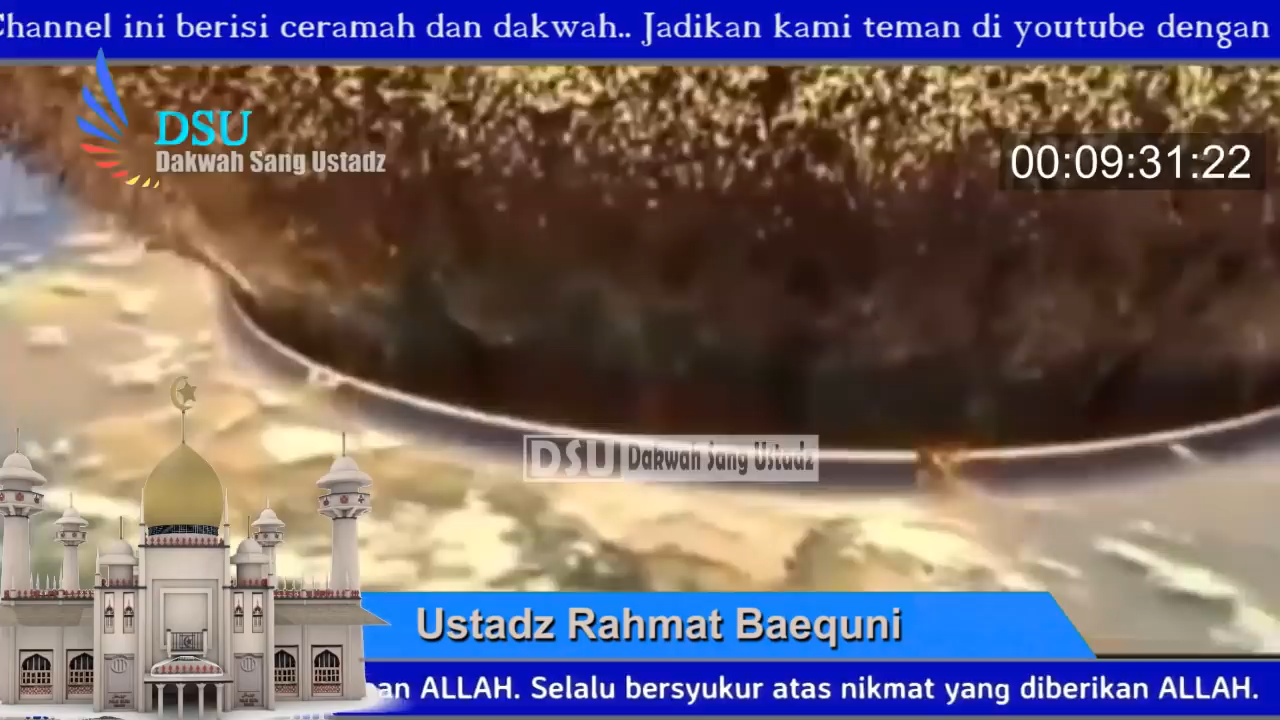 Channel ini berisi ceramah dan dakwah.. Jadikan kami teman di youtube dengan
DSU
Dakwah Sang Ustadz
00:09:31:22
DSU Dakwah Sang Ustadz
Ustadz Rahmat Baequni
an ALLAH. Selalu bersyukur atas nikmat yang diberikan ALLAH.